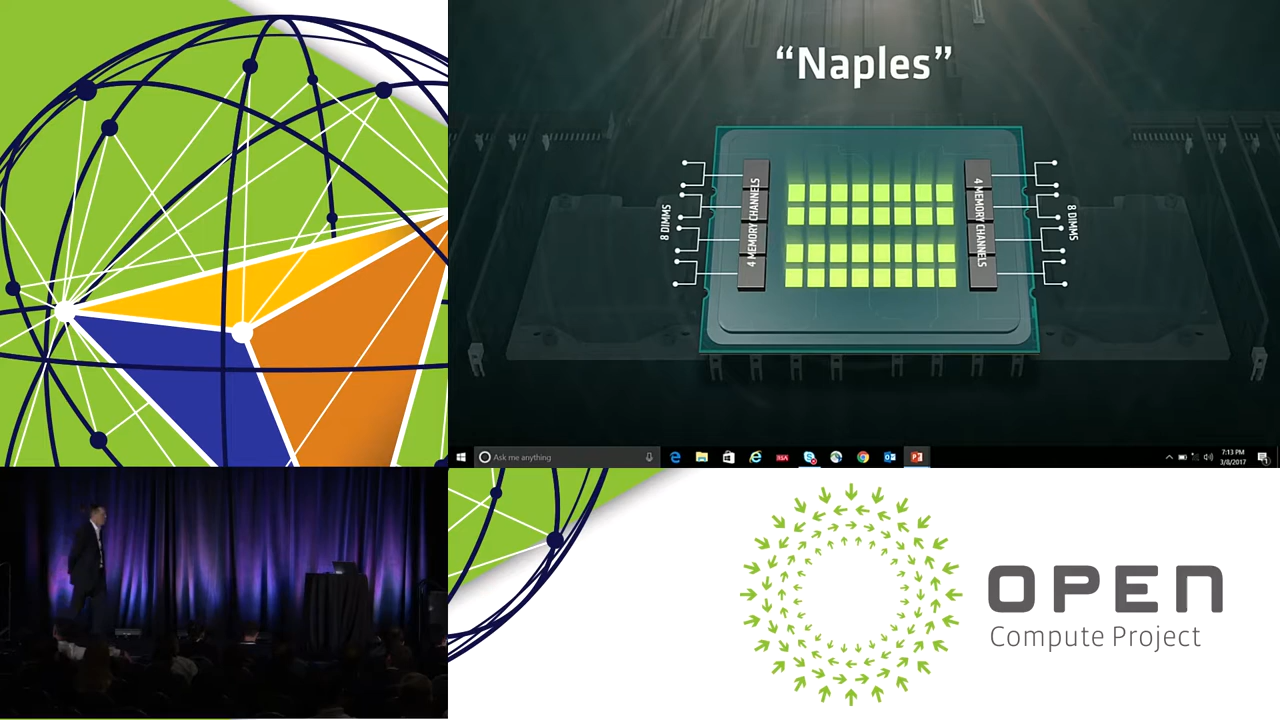 “Naples”
8 DIMMS
4 MEMORY CHANNELS
4 MEMORY CHANNELS
8 DIMMS
Ask me anything
RSA
7:13 PM
3/8/2017
OPEN
Compute Project